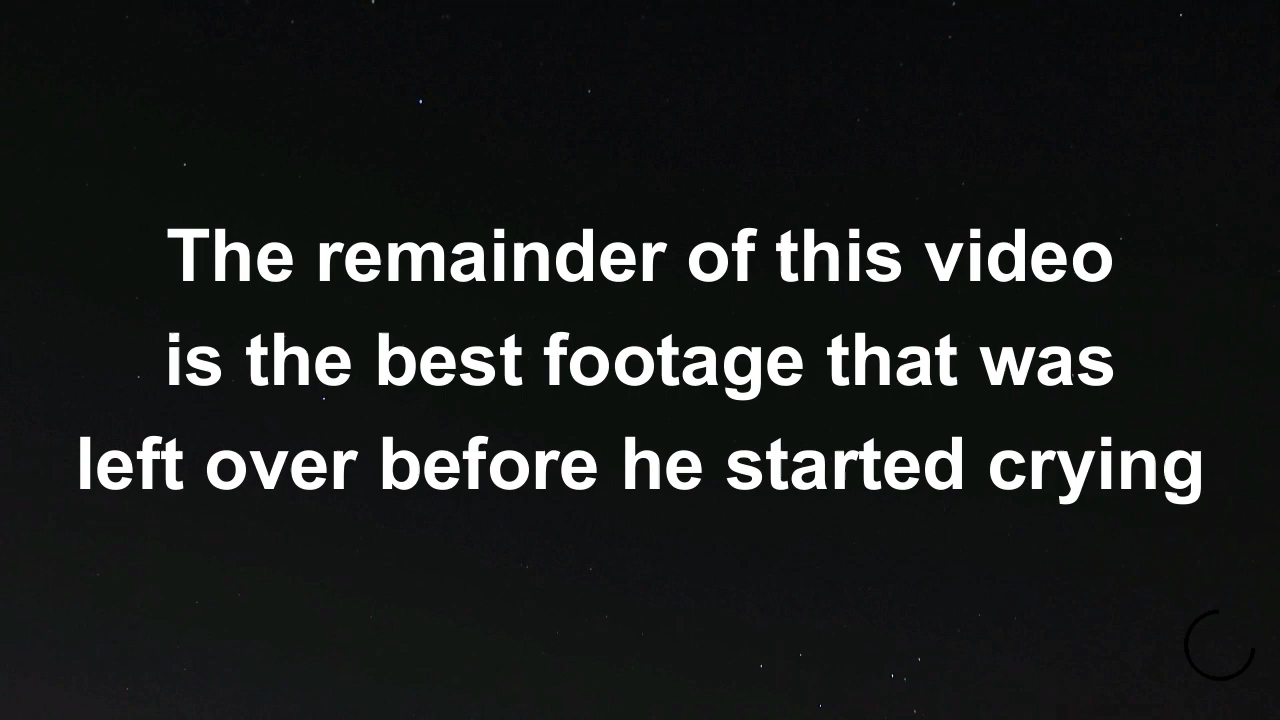 The remainder of this video
is the best footage that was
left over before he started crying